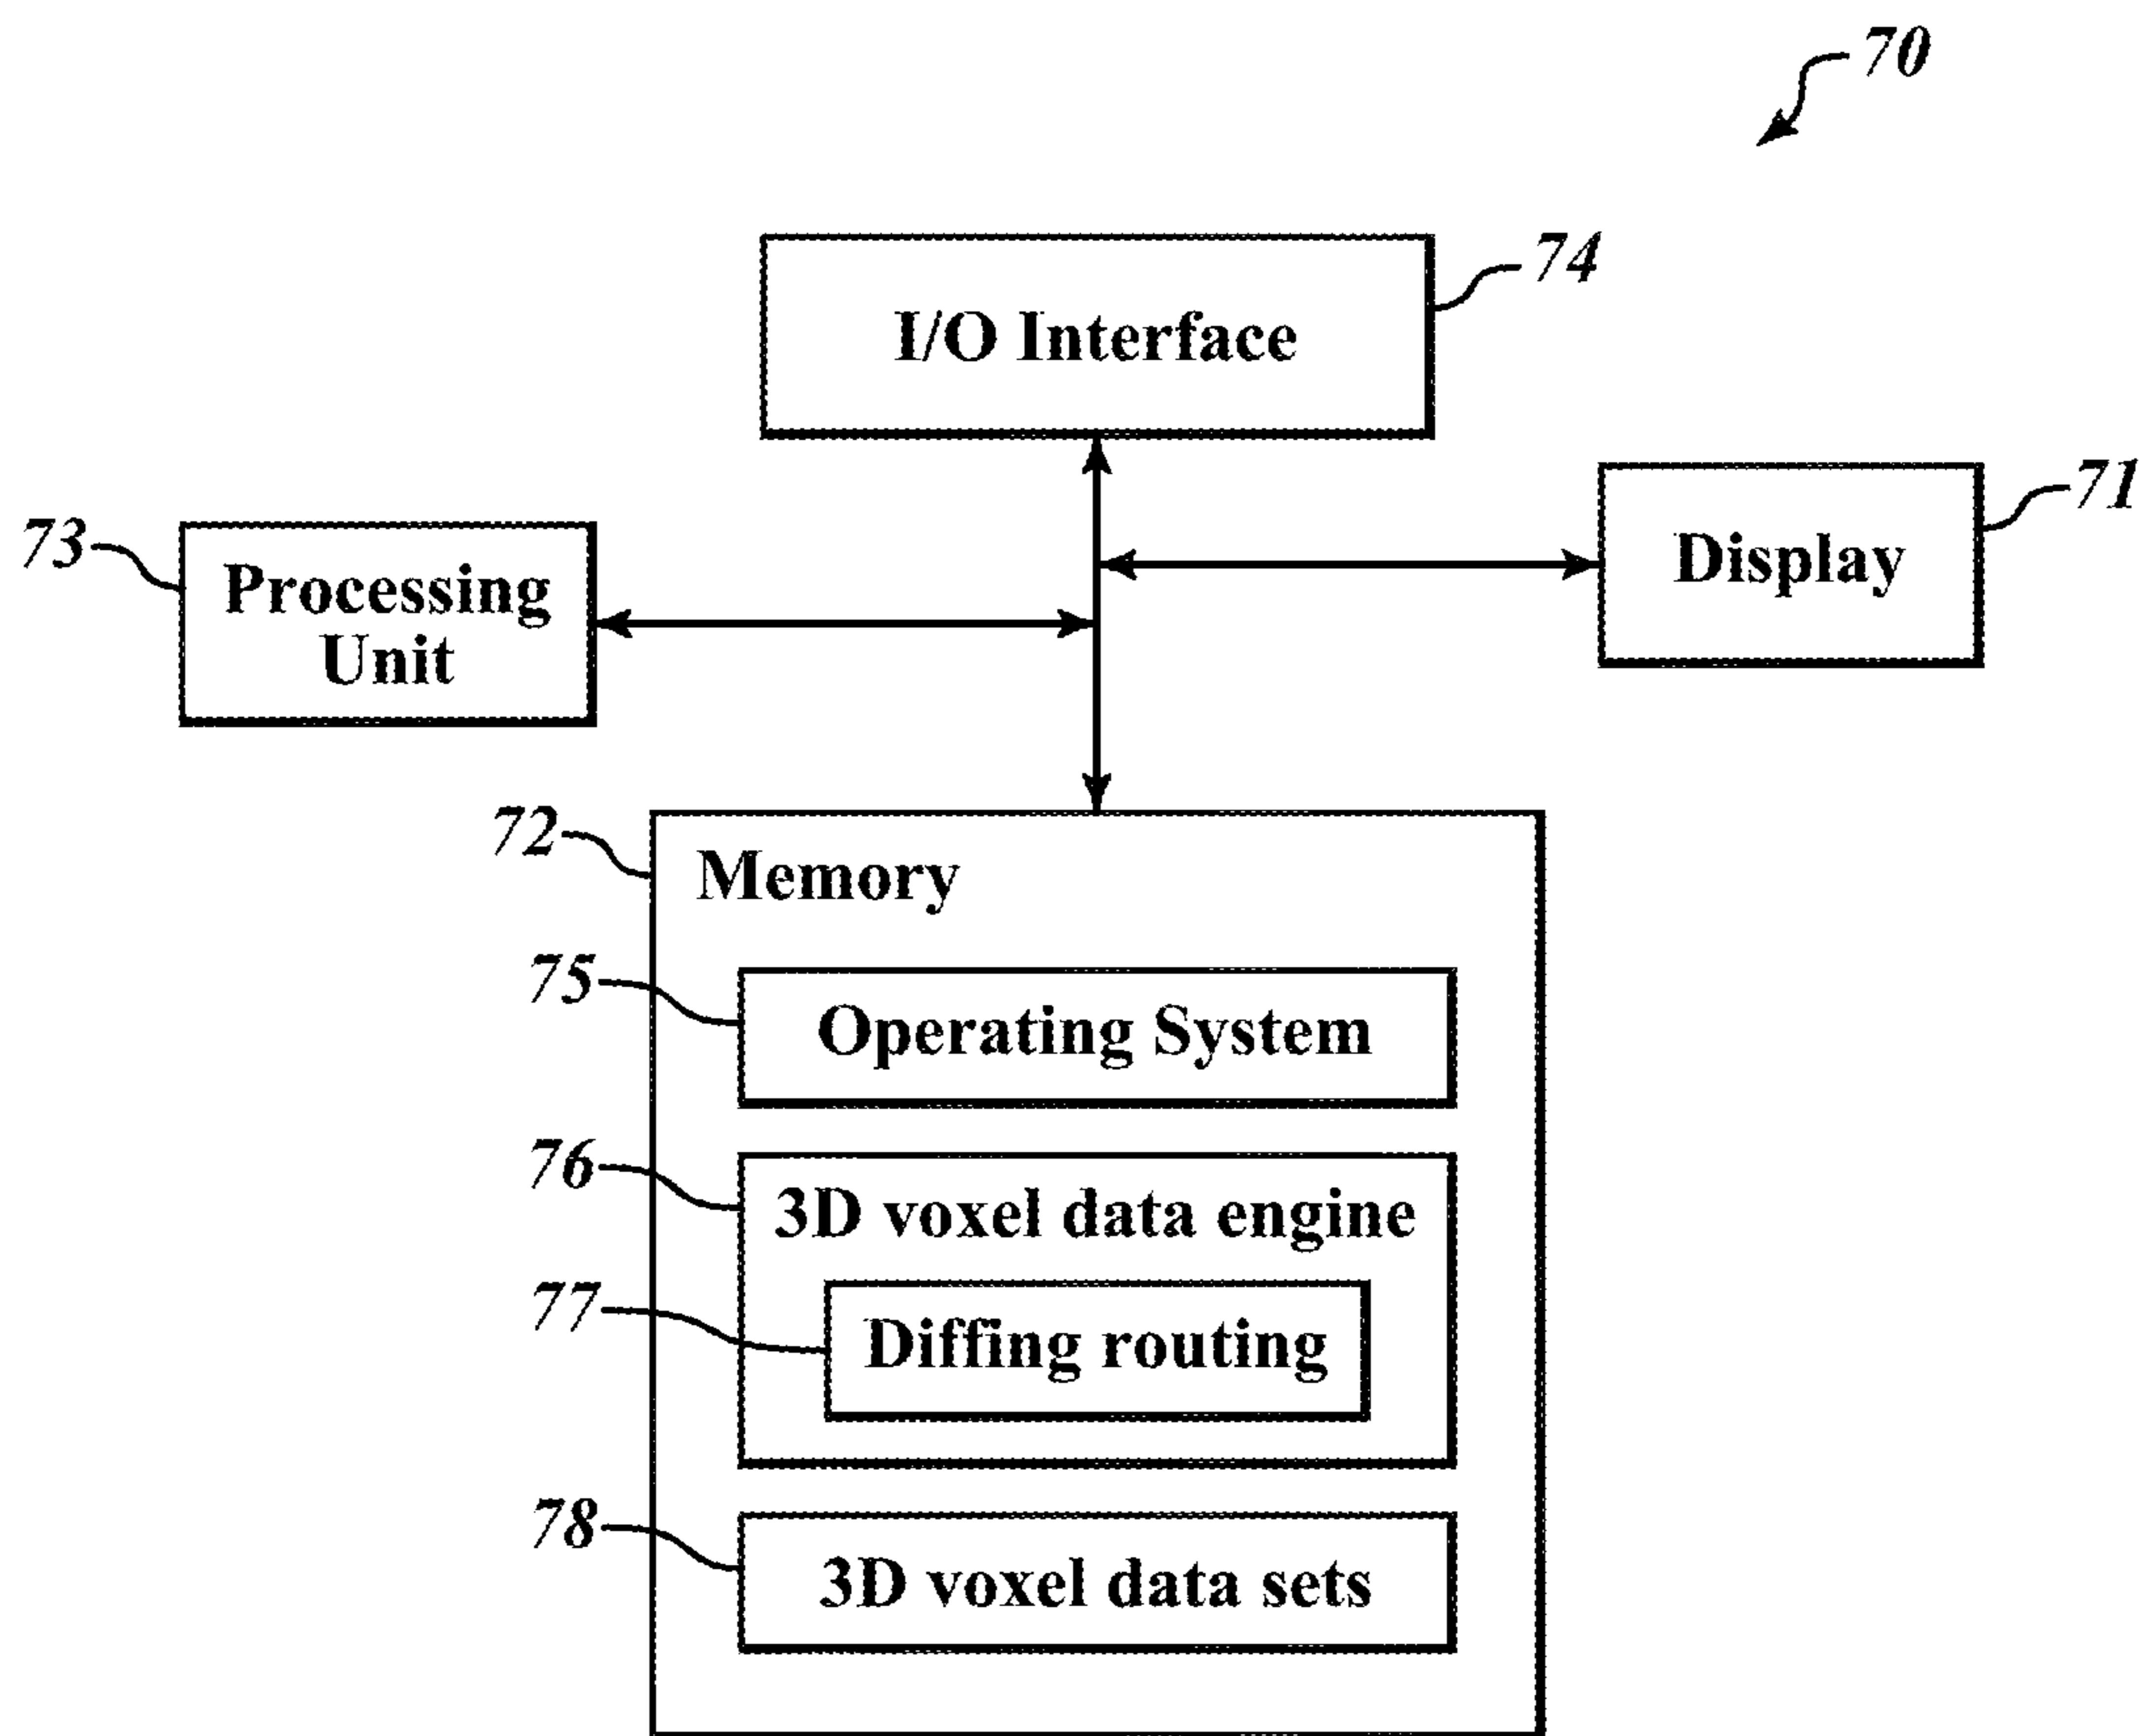 70
74
I/O Interface
71
Display
73
Processing
Unit
72
Memory
75
Operating System
76
3D voxel data engine
77
Diffing routing
78
3D voxel data sets